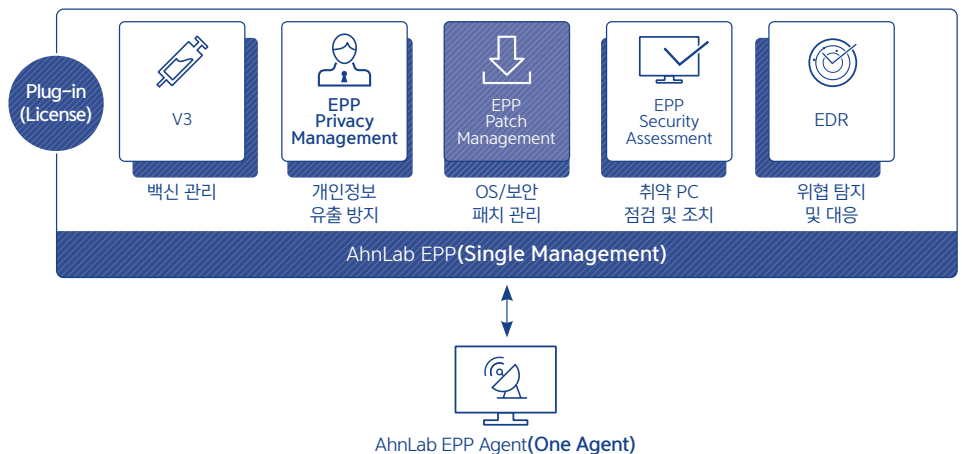 Plug-in
(License)
V3
EPP
Privacy
Management
EPP
Patch
Management
EPP
Security
Assessment
EDR
백신 관리
개인정보
유출 방지
OS/보안
패치 관리
취약 PC
점검 및 조치
위협 탐지
및 대응
AhnLab EPP(Single Management)
AhnLab EPP Agent(One Agent)